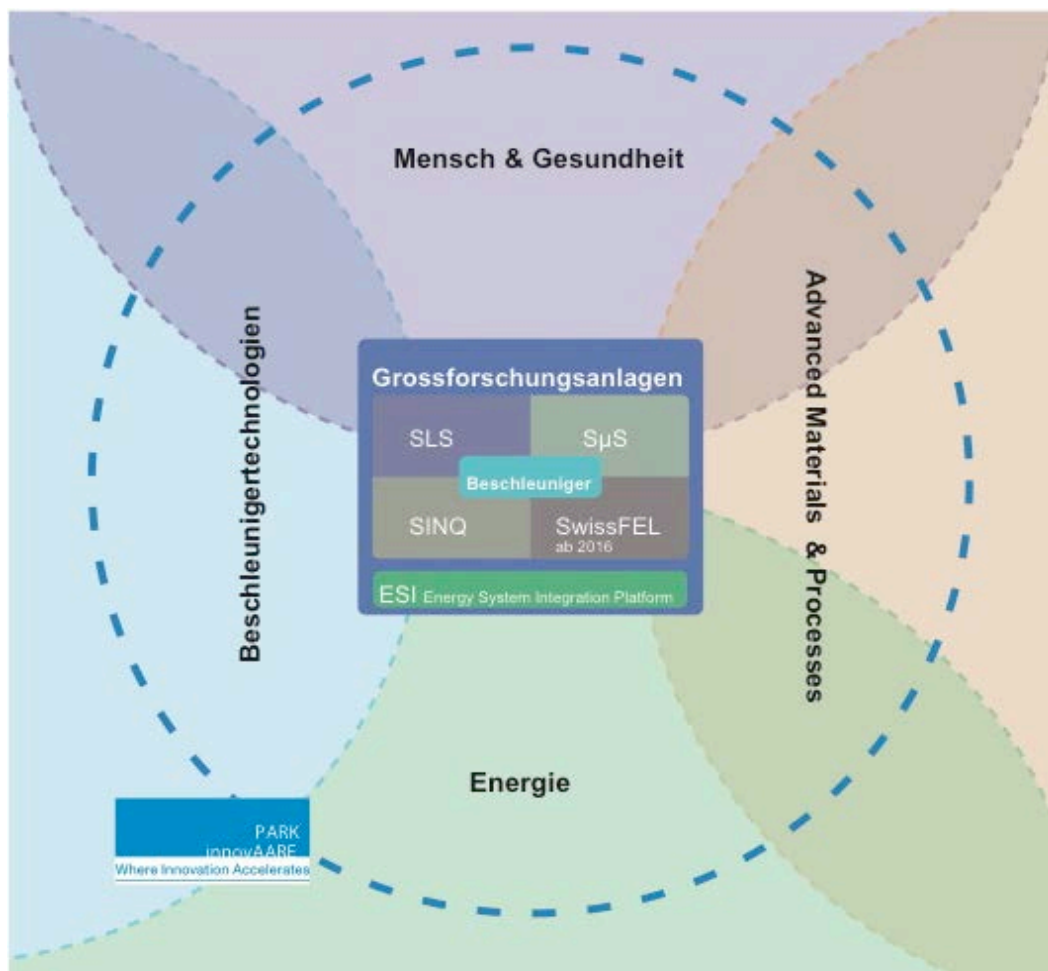 Mensch & Gesundheit
Beschleunigertechnologien
Advanced Materials & Processes
Grossforschungsanlagen
SLS
SµS
Beschleuniger
SINQ
SwissFEL
ab 2016
ESI Energy System Integration Platform
Energie
PARK
innovAARE
Where Innovation Accelerates